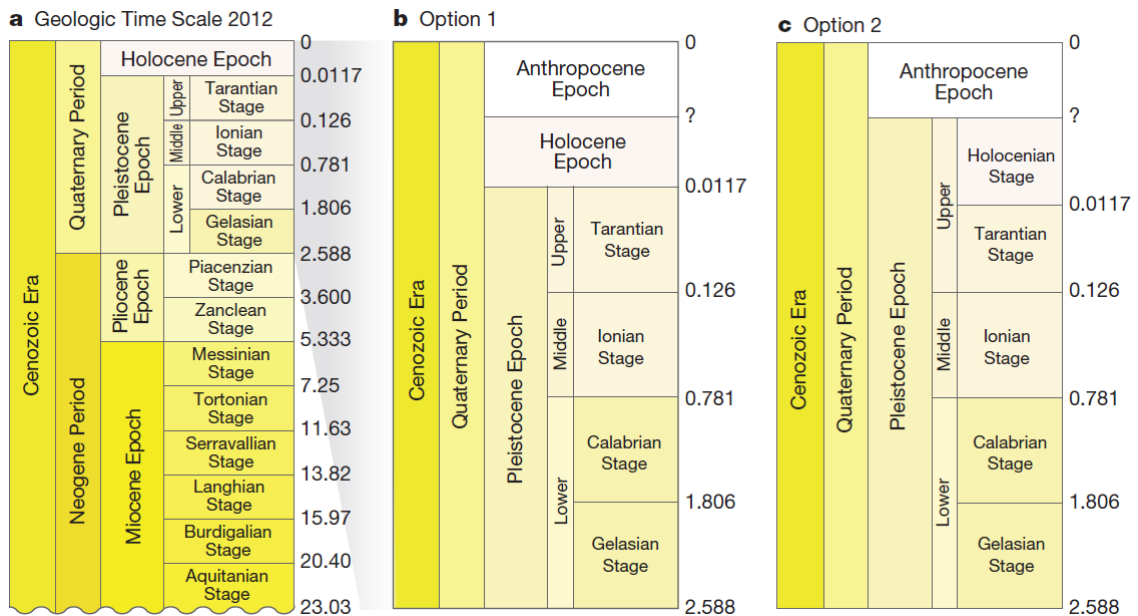 a Geologic Time Scale 2012
Cenozoic Era
Quaternary Period
Neogene Period
Holocene Epoch
Pleistocene
Epoch
Pliocene
Epoch
Miocene Epoch
Upper
Middle
Lower
Tarantian
Stage
Ionian
Stage
Calabrian
Stage
Gelasian
Stage
Piacenzian
Stage
Zanclean
Stage
Messinian
Stage
Tortonian
Stage
Serravallian
Stage
Langhian
Stage
Burdigalian
Stage
Aquitanian
Stage
0
0.0117
0.126
0.781
1.806
2.588
3.600
5.333
7.25
11.63
13.82
15.97
20.40
23.03
b Option 1
Cenozoic Era
Quaternary Period
Anthropocene
Epoch
Holocene
Epoch
Pleistocene Epoch
Upper
Middle
Lower
Tarantian
Stage
Ionian
Stage
Calabrian
Stage
Gelasian
Stage
0
?
0.0117
0.126
0.781
1.806
2.588
c Option 2
Cenozoic Era
Quaternary Period
Anthropocene
Epoch
Pleistocene Epoch
Upper
Middle
Lower
Holocenian
Stage
Tarantian
Stage
Ionian
Stage
Calabrian
Stage
Gelasian
Stage
0
?
0.0117
0.126
0.781
1.806
2.588